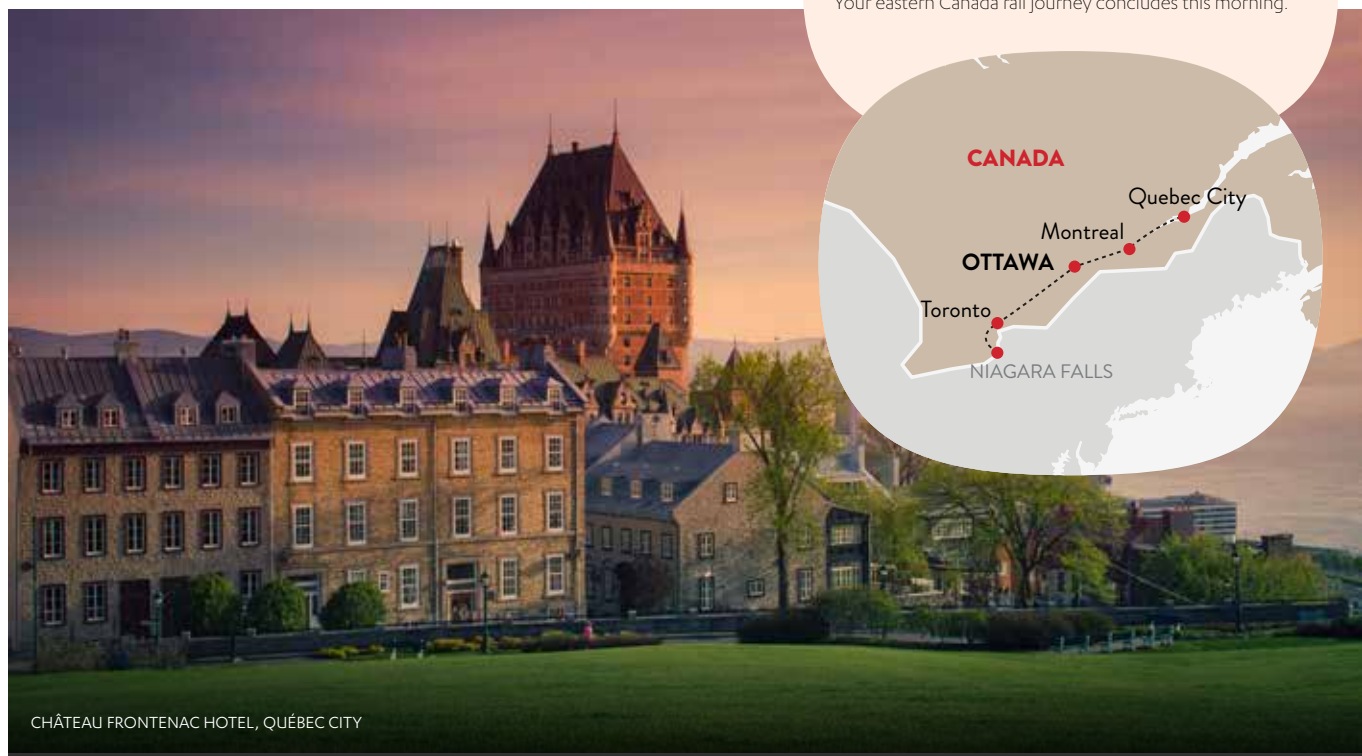 Your eastern Canada rail journey concludes this morning.
CANADA
Quebec City
Montreal
OTTAWA
Toronto
NIAGARA FALLS
CHÂTEAU FRONTENAC HOTEL, QUÉBEC CITY